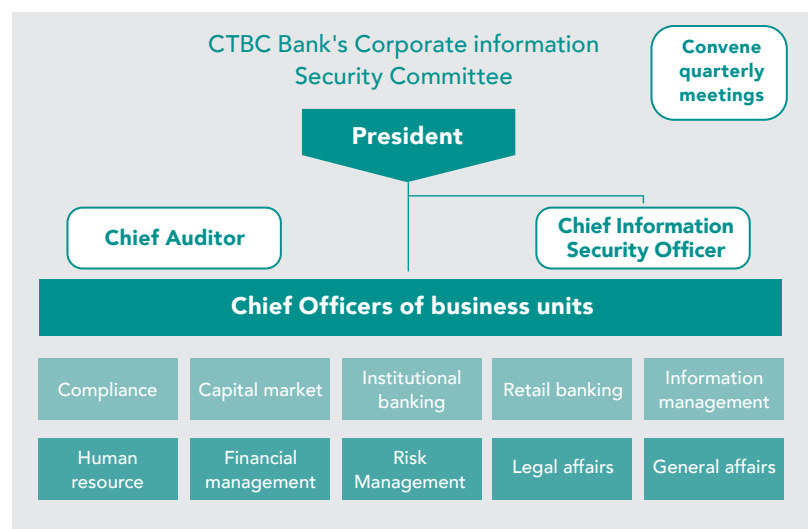 CTBC Bank's Corporate information
Security Committee
Convene
quarterly
meetings
President
Chief Auditor
Chief Information
Security Officer
Chief Officers of business units
Compliance
Capital market
Institutional
banking
Retail banking
Information
management
Human
resource
Financial
management
Risk
Management
Legal affairs
General affairs